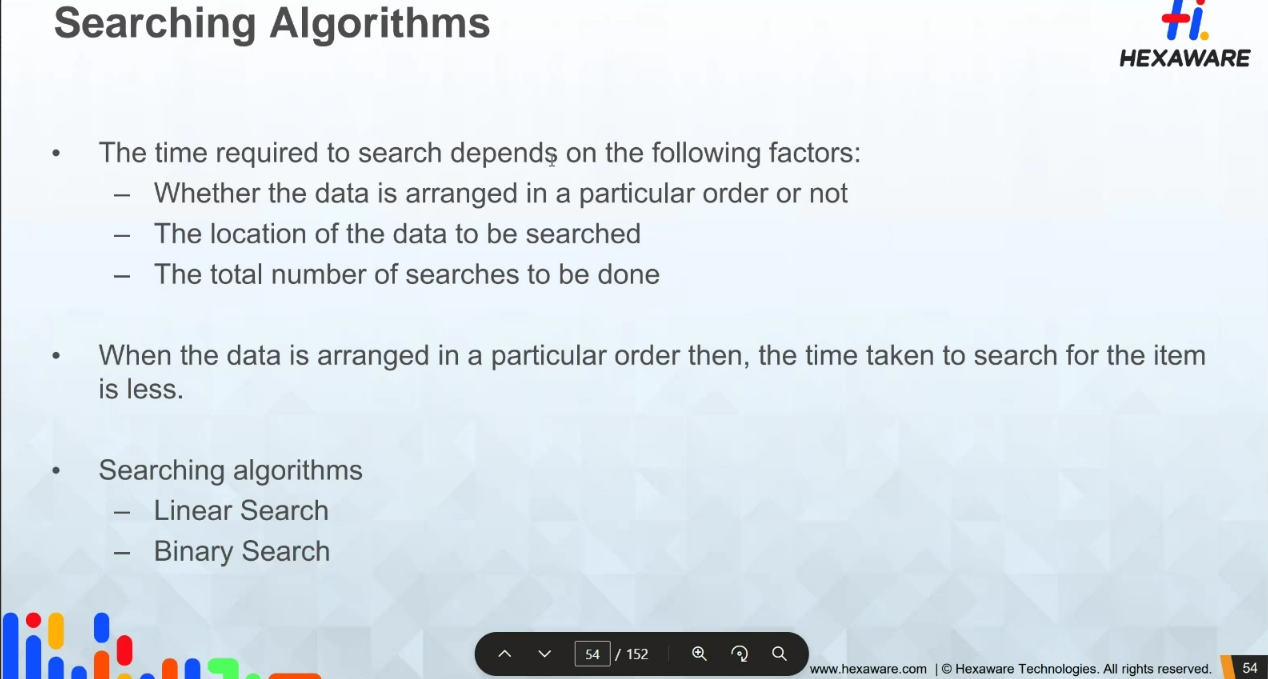 Searching Algorithms
HEXAWARE
• The time required to search depends on the following factors:
– Whether the data is arranged in a particular order or not
– The location of the data to be searched
– The total number of searches to be done
• When the data is arranged in a particular order then, the time taken to search for the item
is less.
• Searching algorithms
– Linear Search
– Binary Search
54 / 152
www.hexaware.com | © Hexaware Technologies. All rights reserved. 54